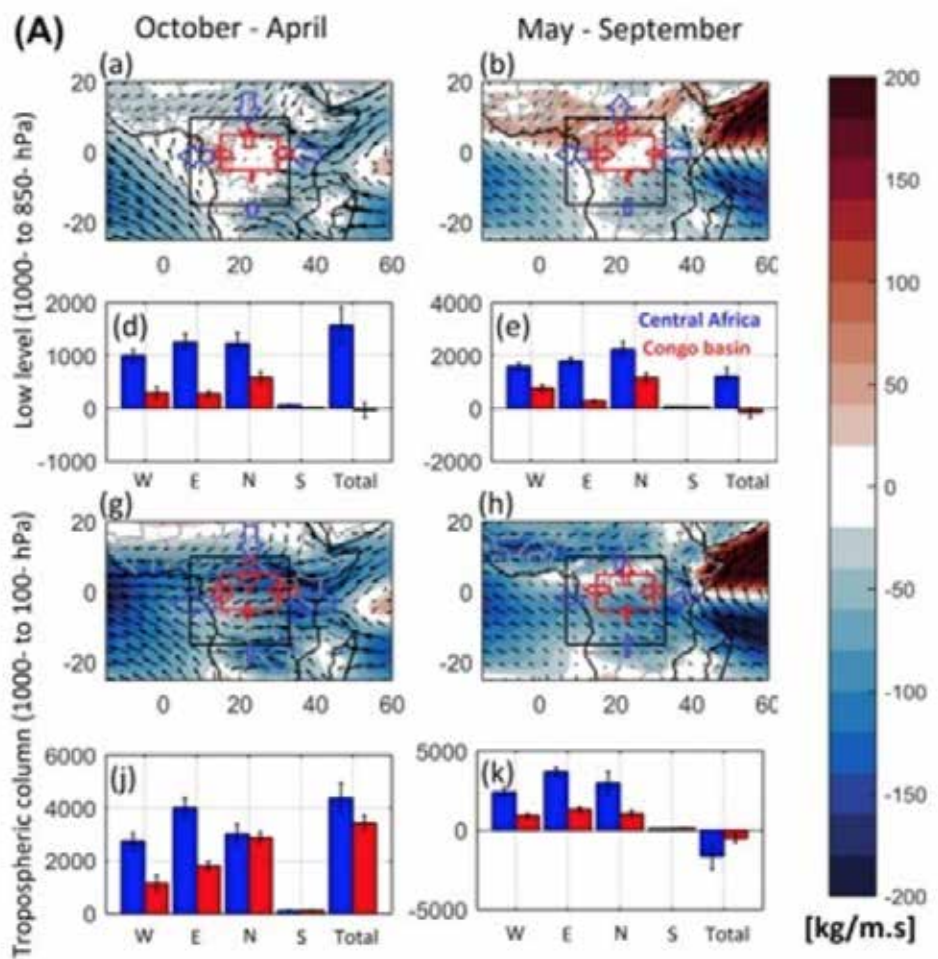 (A) October - April May - September
(a) (b)
20 20
0 0
-20 -20
0 20 40 60 0 20 40 6
Low level (1000- to 850- hPa)
2000 4000
(d) (e) Central Africa
Congo basin
1000 2000
0 0
-1000 -2000
W E N S Total W E N S Total
(g) (h)
20 20
0 0
-20 -20
0 20 40 60 0 20 40 6
Tropospheric column (1000- to 100- hPa)
6000 5000
(j) (k)
4000
2000 0
0 -5000
W E N S Total W E N S Total
200
150
100
50
0
-50
-100
-150
-200
[kg/m.s]